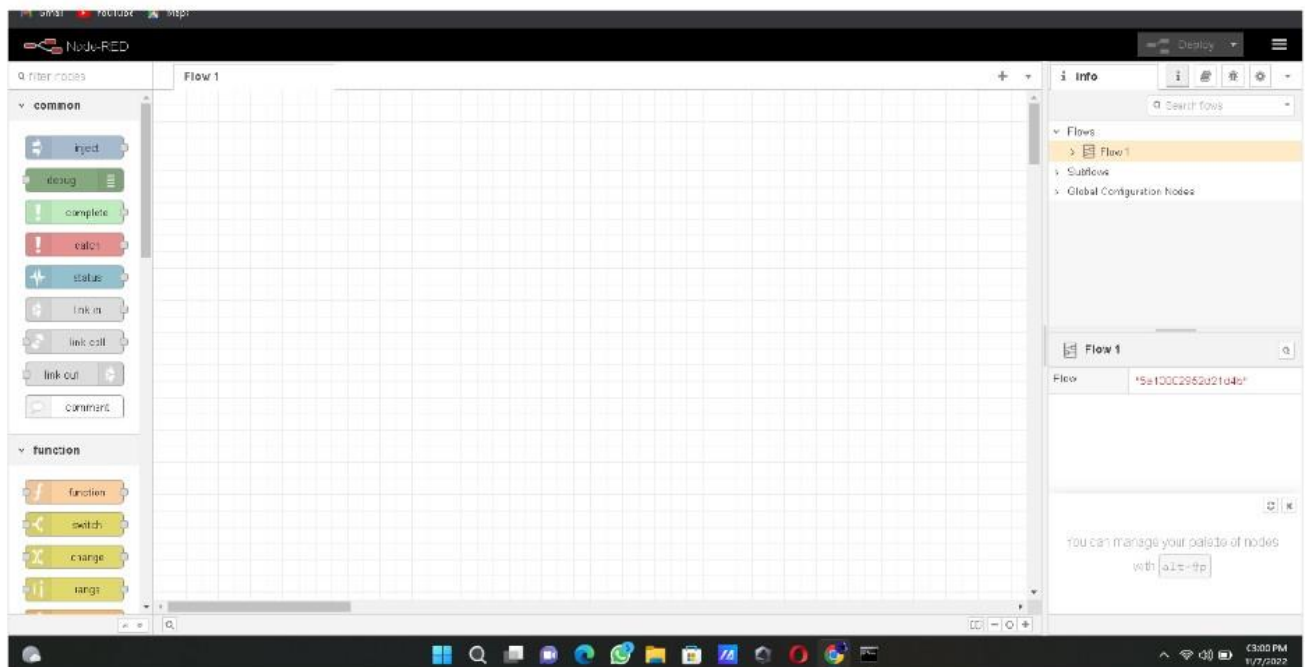 Gmail YouTube Maps
Node-RED
Deploy
filter nodes
Flow 1
info
i
common
Search flows
inject
Flows
Flow 1
debug
Subflows
Global Configuration Nodes
complete
catch
status
link in
link call
Flow 1
link out
Flow
comment
function
function
switch
You can manage your palette of nodes
change
with
range
03:00 PM
11/7/2022